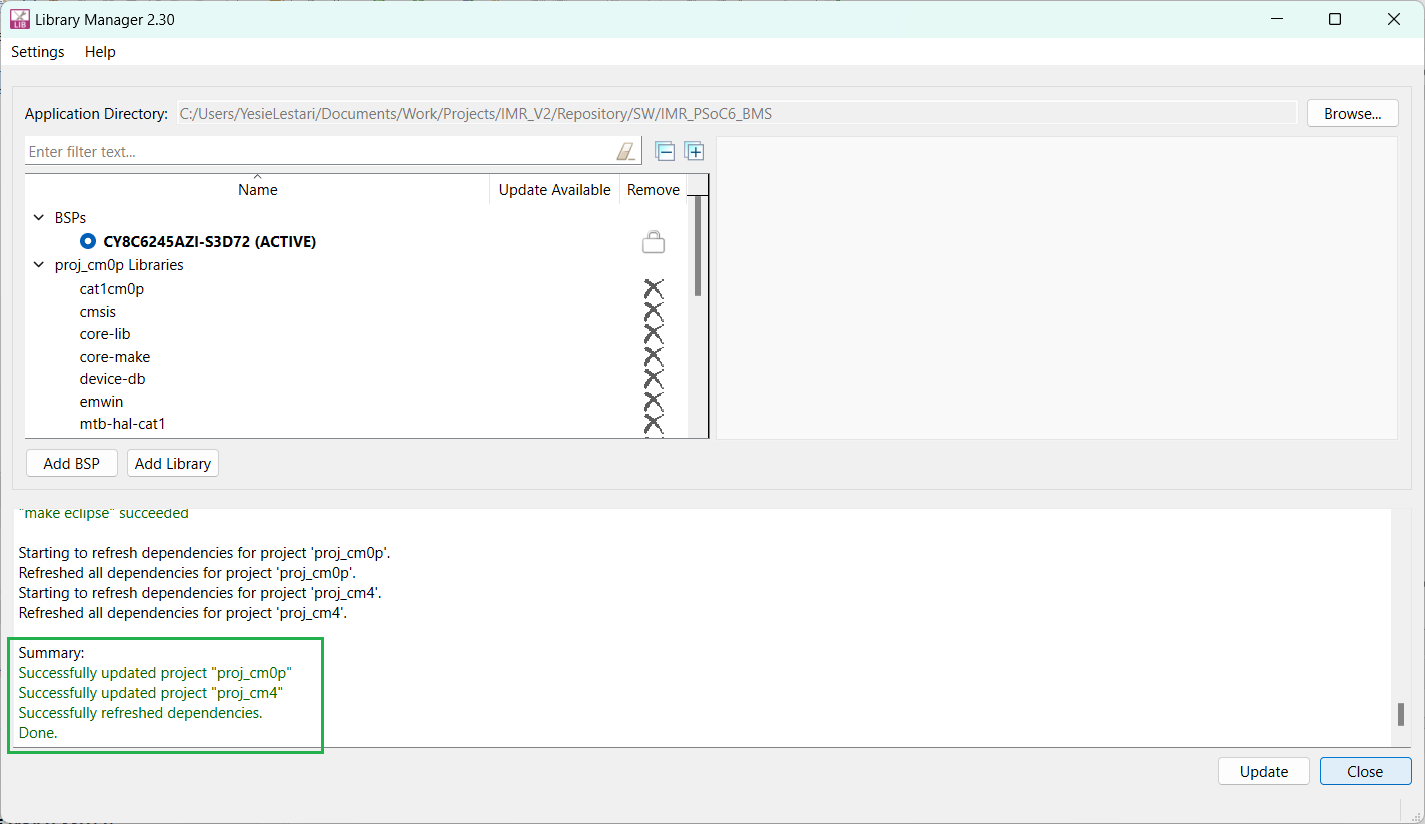 LIB
Library Manager 2.30
Settings Help
Application Directory: C:/Users/YesieLestari/Documents/Work/Projects/IMR_V2/Repository/SW/IMR_PSoC6_BMS Browse...
Enter filter text...
Name Update Available Remove
BSPs
CY8C6245AZI-S3D72 (ACTIVE)
proj_cm0p Libraries
cat1cm0p
cmsis
core-lib
core-make
device-db
emwin
mtb-hal-cat1
Add BSP Add Library
"make eclipse" succeeded
Starting to refresh dependencies for project 'proj_cm0p'.
Refreshed all dependencies for project 'proj_cm0p'.
Starting to refresh dependencies for project 'proj_cm4'.
Refreshed all dependencies for project 'proj_cm4'.
Summary:
Successfully updated project "proj_cm0p"
Successfully updated project "proj_cm4"
Successfully refreshed dependencies.
Done.
Update Close